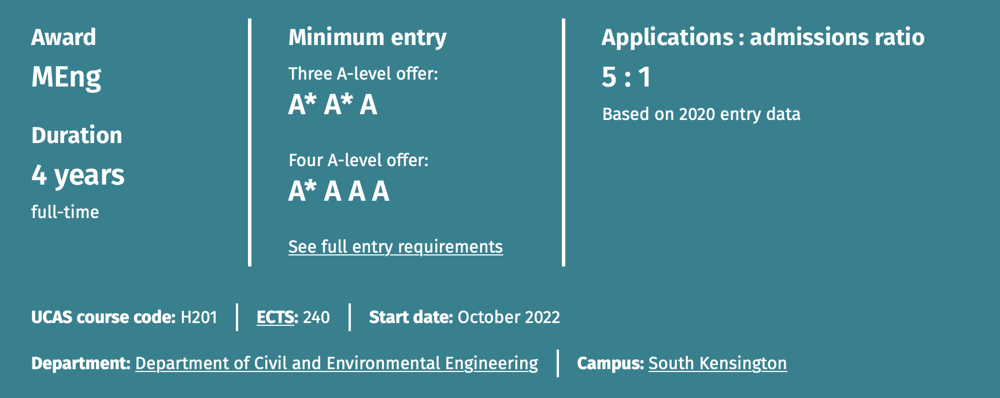 Award
MEng
Duration
4 years
full-time
Minimum entry
Three A-level offer:
A* A* A
Four A-level offer:
A* A A A
See full entry requirements
Applications : admissions ratio
5 : 1
Based on 2020 entry data
UCAS course code: H201
ECTS: 240
Start date: October 2022
Department: Department of Civil and Environmental Engineering
Campus: South Kensington